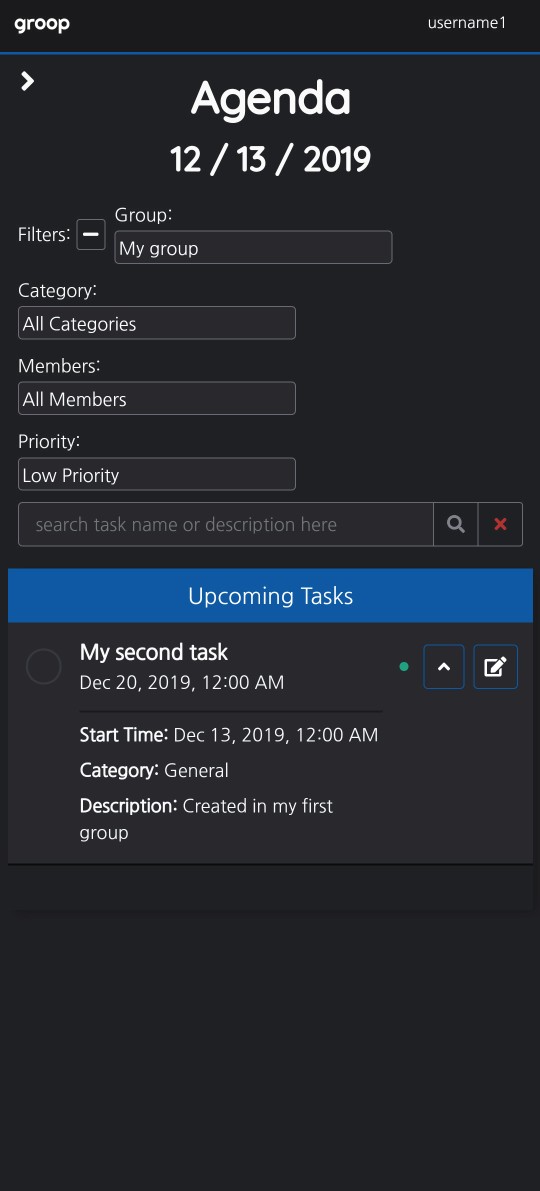 groop
username1
Agenda
12 / 13 / 2019
Filters:
Group:
My group
Category:
All Categories
Members:
All Members
Priority:
Low Priority
search task name or description here
Upcoming Tasks
My second task
Dec 20, 2019, 12:00 AM
Start Time: Dec 13, 2019, 12:00 AM
Category: General
Description: Created in my first
group